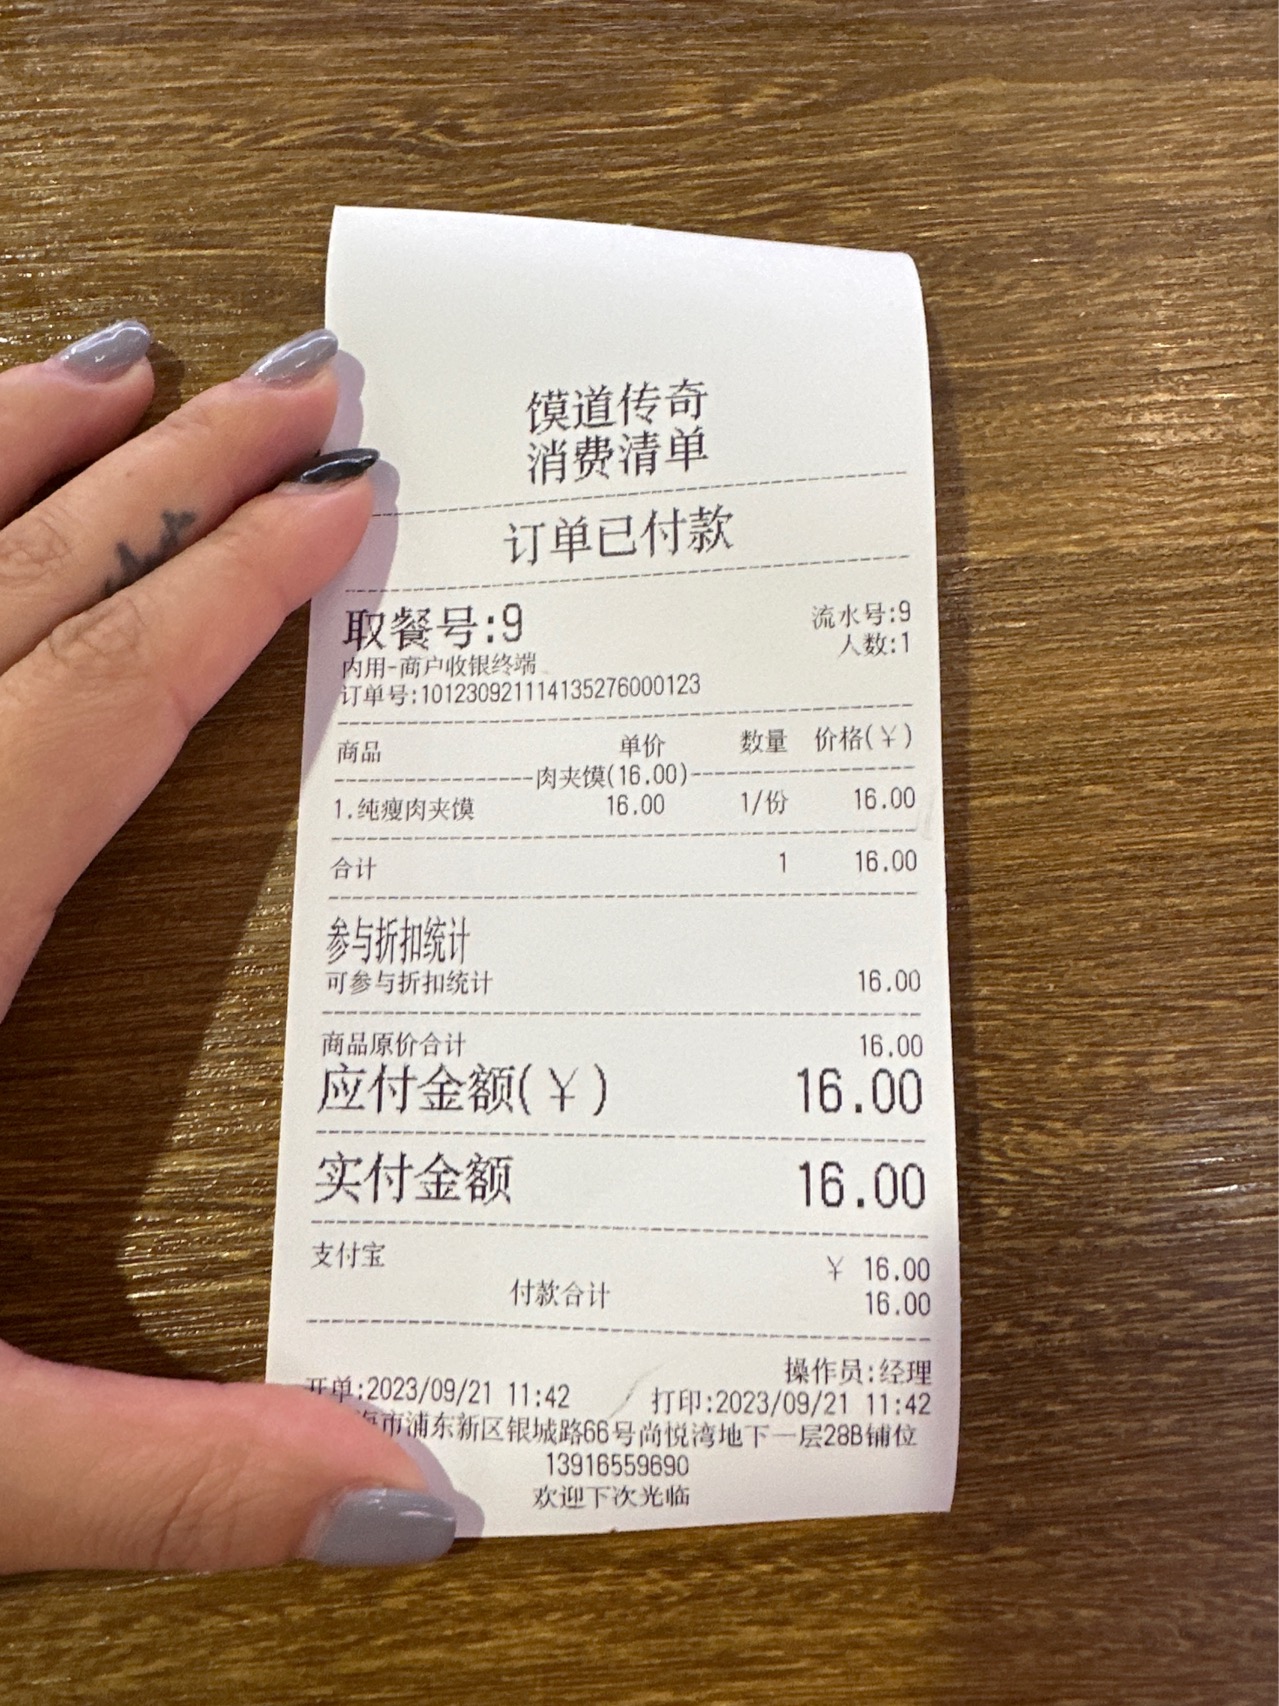 馍道传奇
消费清单
订单已付款
取餐号:9
流水号:9
人数:1
内用-商户收银终端
订单号:101230921114135276000123
商品 单价 数量 价格(¥)
肉夹馍(16.00)
1.纯瘦肉夹馍 16.00 1/份 16.00
合计 1 16.00
参与折扣统计
可参与折扣统计 16.00
商品原价合计 16.00
应付金额(¥) 16.00
实付金额 16.00
支付宝 ¥ 16.00
付款合计 16.00
操作员:经理
开单:2023/09/21 11:42 打印:2023/09/21 11:42
海市浦东新区银城路66号尚悦湾地下一层28B铺位
13916559690
欢迎下次光临